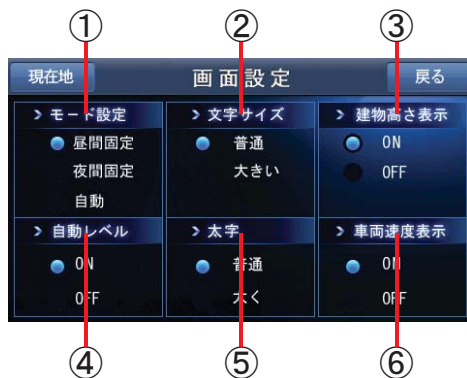 ① ② ③
現在地 画面設定 戻る
> モード設定 > 文字サイズ > 建物高さ表示
昼間固定 普通 ON
夜間固定 大きい OFF
自動
> 自動レベル > 太字 > 車両速度表示
ON 普通 ON
OFF 太く OFF
④ ⑤ ⑥